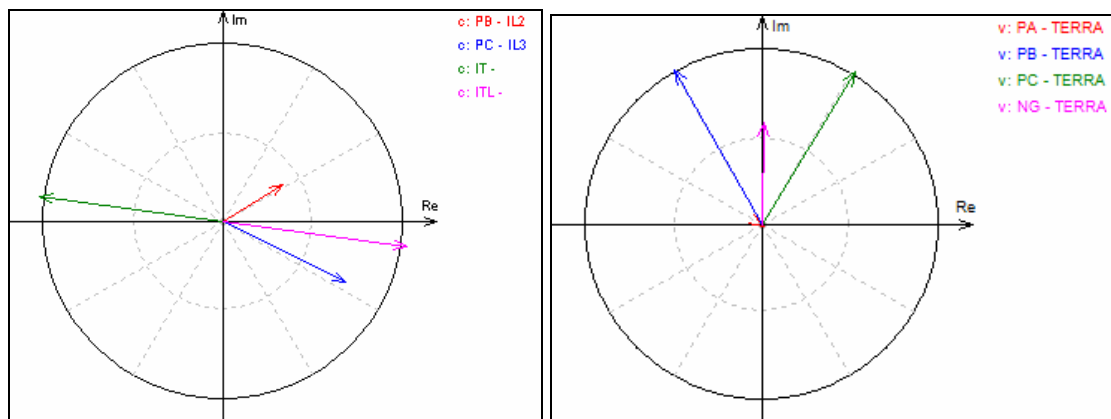 Im
c: PB - IL2
c: PC - IL3
c: IT -
c: ITL -
Re
Im
v: PA - TERRA
v: PB - TERRA
v: PC - TERRA
v: NG - TERRA
Re